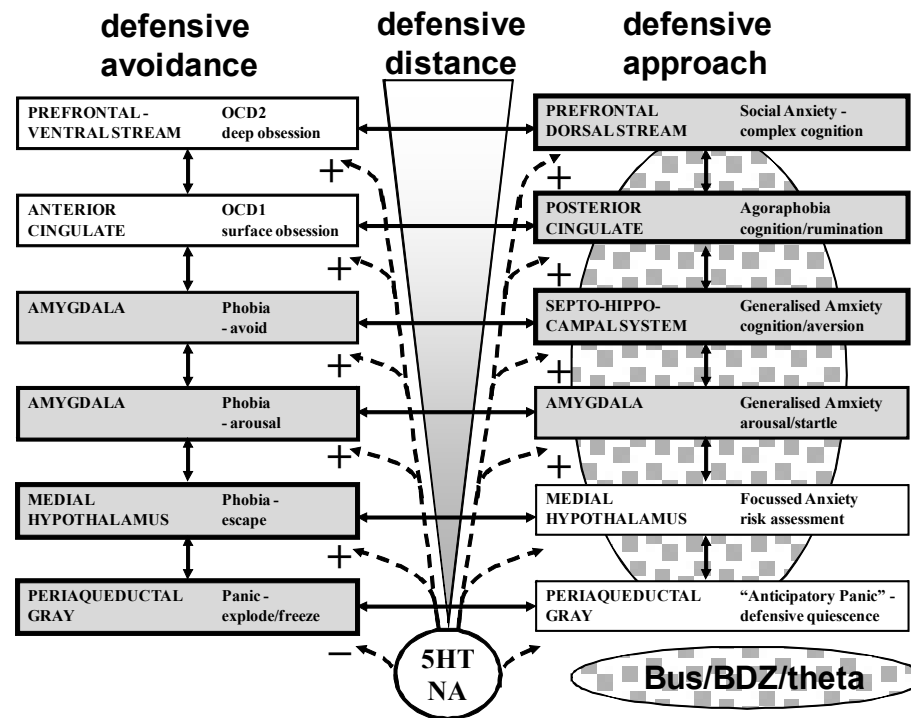 defensive avoidance
defensive distance
defensive approach
PREFRONTAL - OCD2
VENTRAL STREAM deep obsession
PREFRONTAL Social Anxiety -
DORSAL STREAM complex cognition
+
+
ANTERIOR OCD1
CINGULATE surface obsession
POSTERIOR Agoraphobia
CINGULATE cognition/rumination
+
+
AMYGDALA Phobia
- avoid
SEPTO-HIPPO- Generalised Amxiety
CAMPAL SYSTEM cognition/aversion
+
+
AMYGDALA Phobia
- arousal
AMYGDALA Generalised Amxiety
arousal/startle
+
+
MEDIAL Phobia -
HYPOTHALAMUS escape
MEDIAL Focussed Anxiety
HYPOTHALAMUS risk assessment
+
PERIAQUEDUCTAL Panic -
GRAY explode/freeze
PERIAQUEDUCTAL “Anticipatory Panic” -
GRAY defensive quiescence
–
5HT
NA
Bus/BDZ/theta